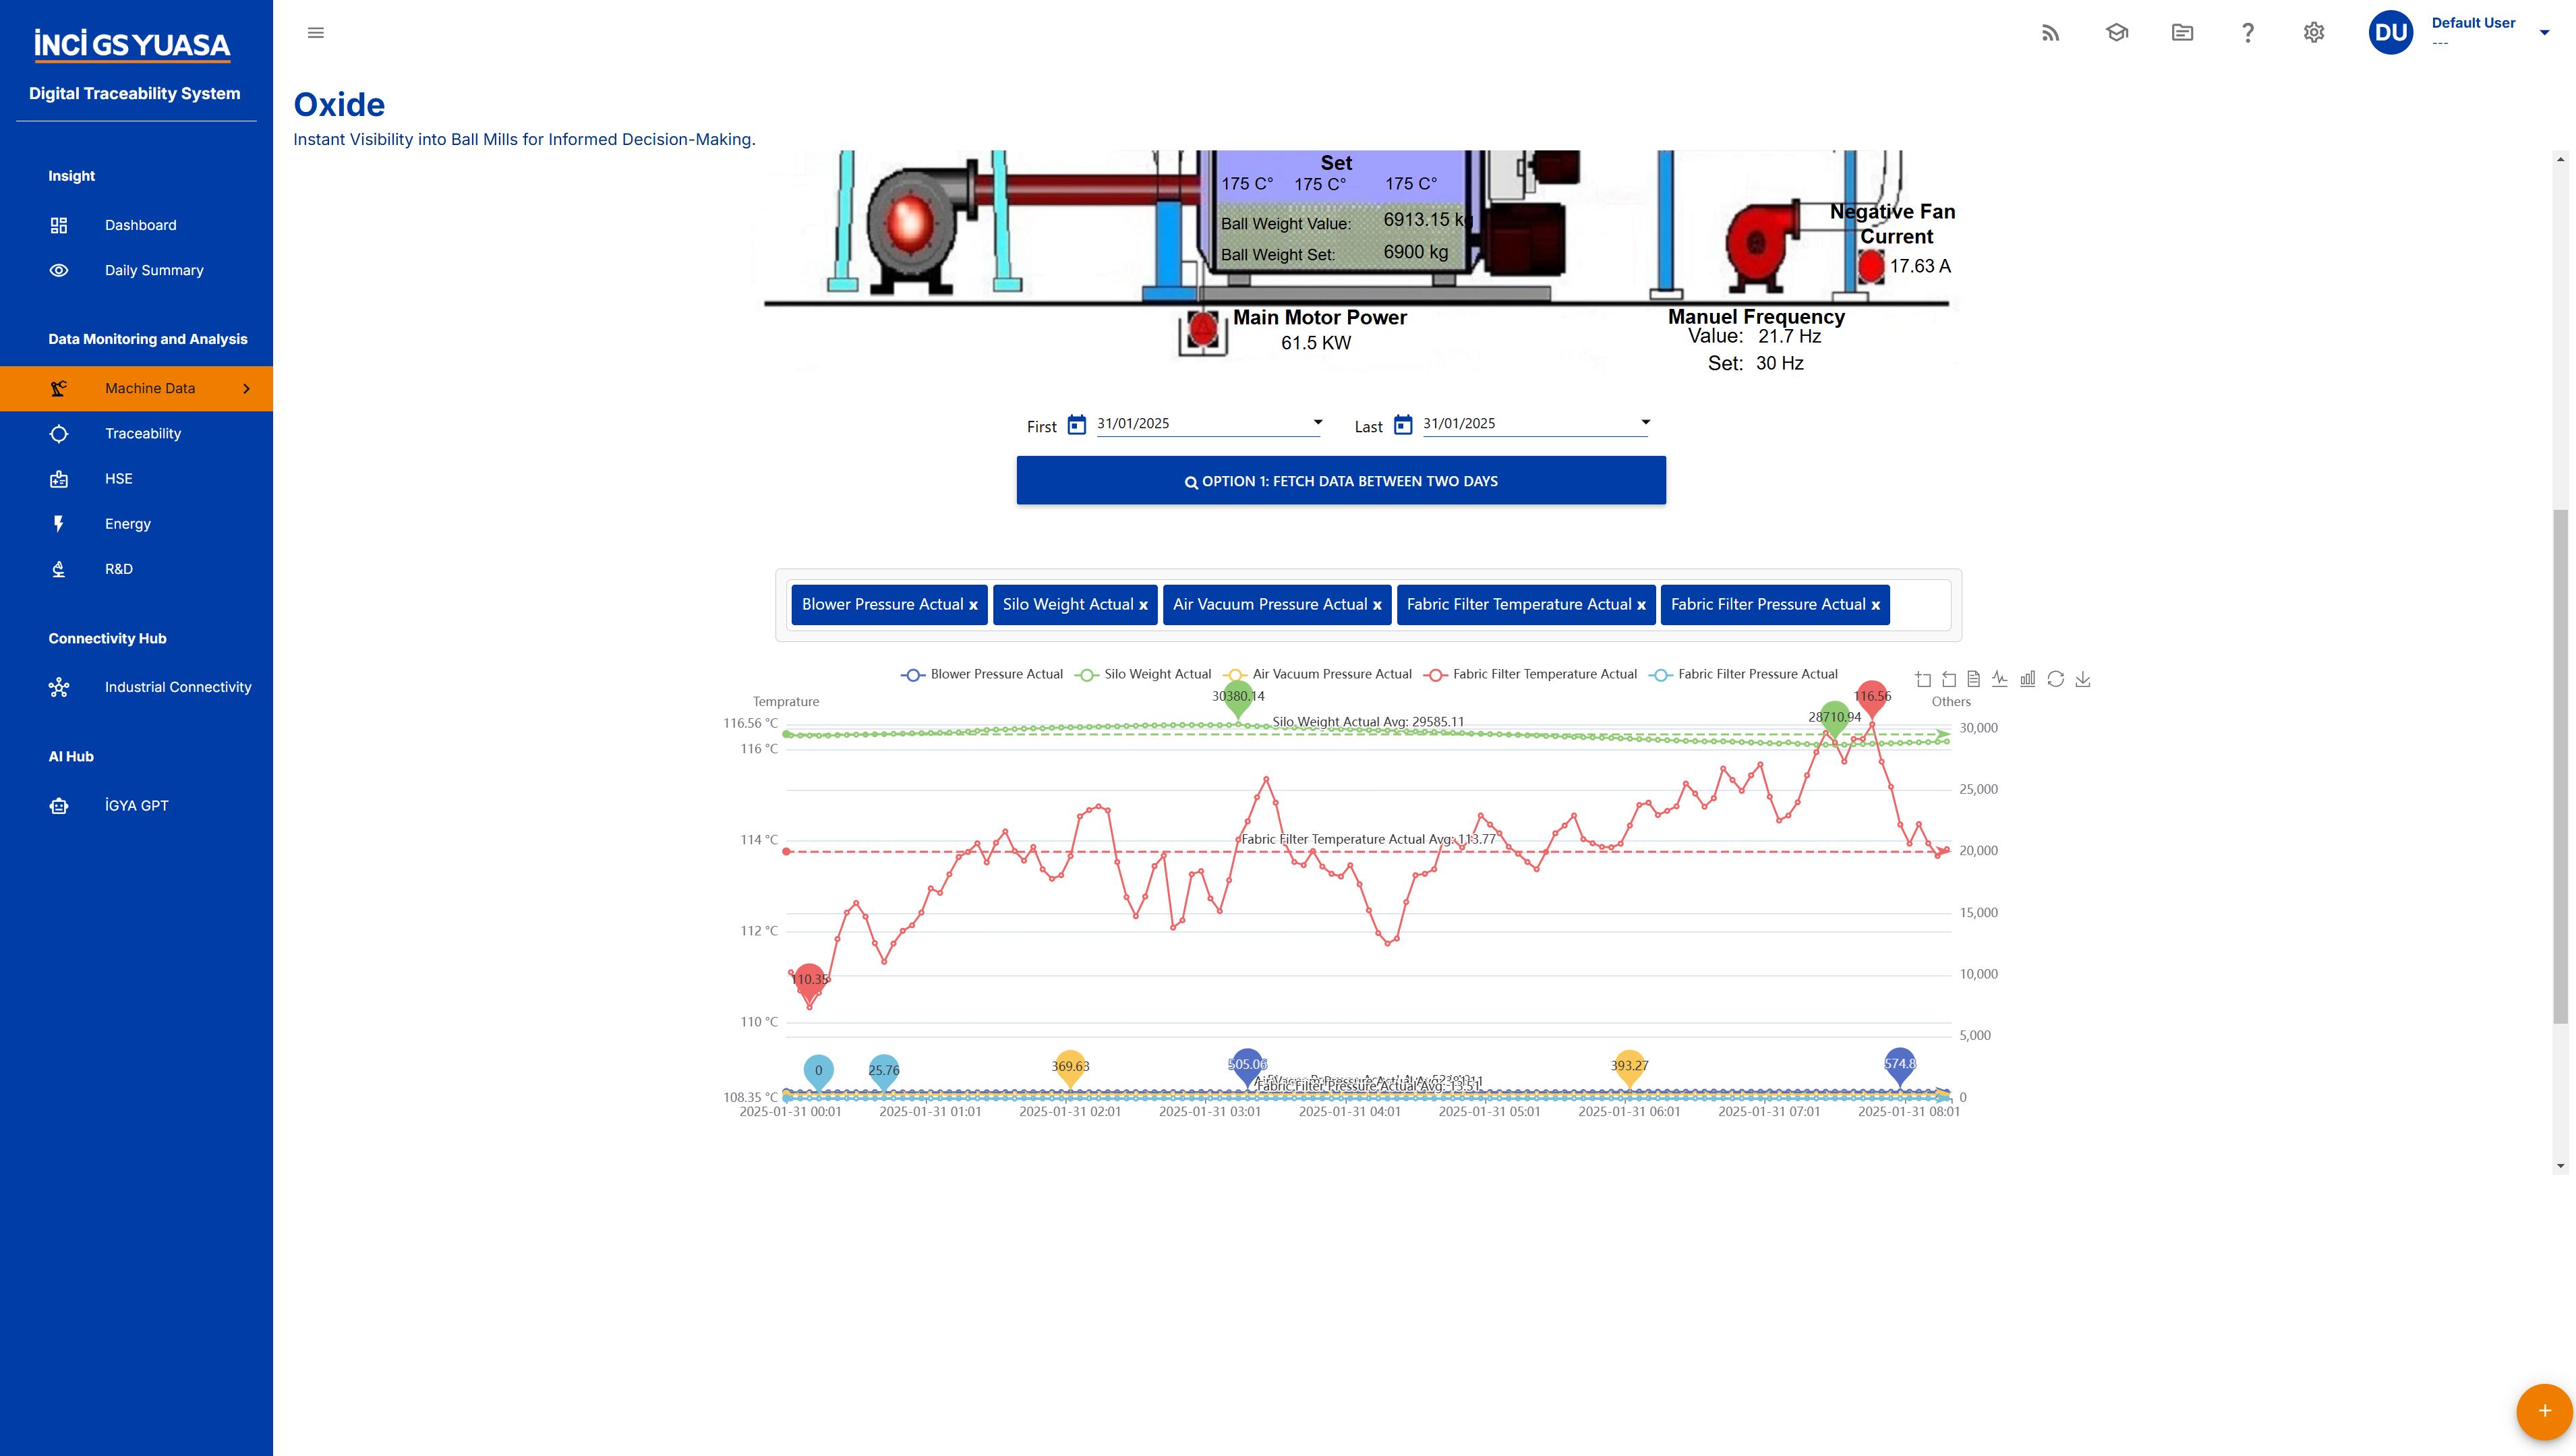 İNCİ GS YUASA
Digital Traceability System
Insight
Dashboard
Daily Summary
Data Monitoring and Analysis
Machine Data
Traceability
HSE
Energy
R&D
Connectivity Hub
Industrial Connectivity
AI Hub
İGYA GPT
DU
Default User
---
Oxide
Instant Visibility into Ball Mills for Informed Decision-Making.
Set
175 C° 175 C° 175 C°
Ball Weight Value: 6913.15 kg
Ball Weight Set: 6900 kg
Negative Fan
Current
17.63 A
Main Motor Power
61.5 KW
Manuel Frequency
Value: 21.7 Hz
Set: 30 Hz
First 31/01/2025 Last 31/01/2025
OPTION 1: FETCH DATA BETWEEN TWO DAYS
Blower Pressure Actual x Silo Weight Actual x Air Vacuum Pressure Actual x Fabric Filter Temperature Actual x Fabric Filter Pressure Actual x
Blower Pressure Actual Silo Weight Actual Air Vacuum Pressure Actual Fabric Filter Temperature Actual Fabric Filter Pressure Actual
Temprature
Others
30380.14
116.56
28710.94
Silo Weight Actual Avg: 29585.11
116.56 °C
30,000
116 °C
25,000
114 °C
Fabric Filter Temperature Actual Avg: 113.77
20,000
15,000
112 °C
10,000
110.35
110 °C
5,000
0
25.76
369.63
505.06
393.27
574.8
Fabric Filter Pressure Actual Avg: 13.51
108.35 °C
0
2025-01-31 00:01 2025-01-31 01:01 2025-01-31 02:01 2025-01-31 03:01 2025-01-31 04:01 2025-01-31 05:01 2025-01-31 06:01 2025-01-31 07:01 2025-01-31 08:01